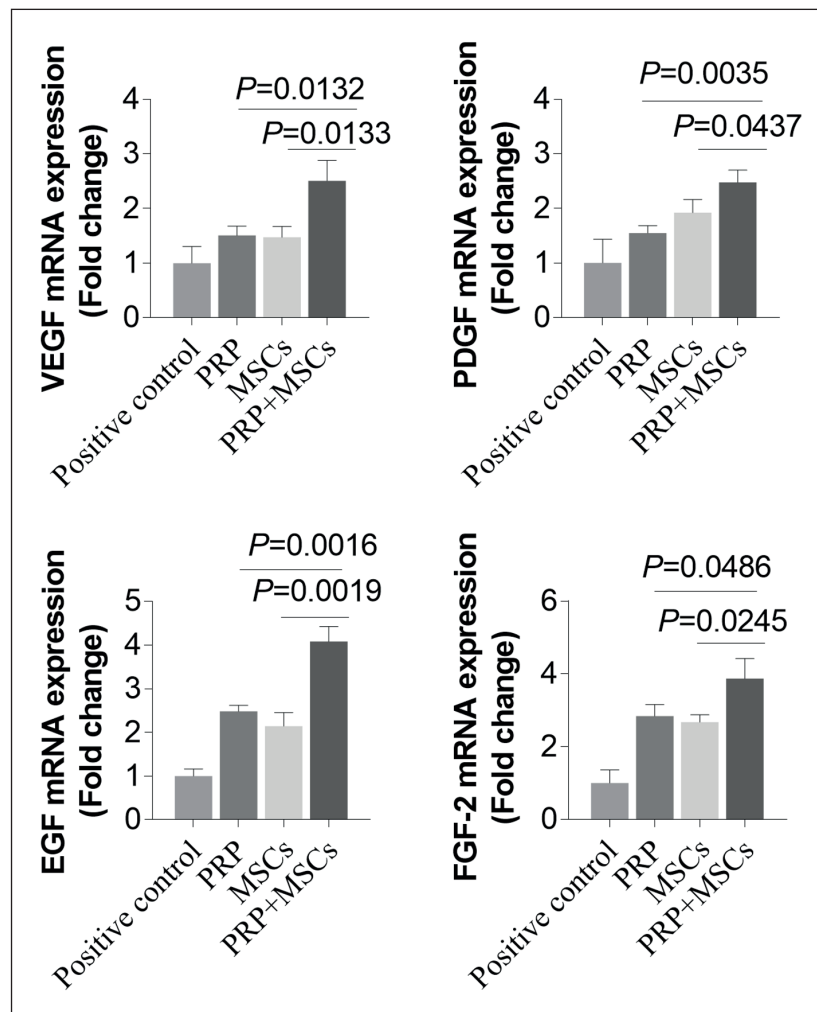 VEGF mRNA expression
(Fold change)
P=0.0132
P=0.0133
4
3
2
1
0
Positive control
PRP
MSCs
PRP+MSCs
PDGF mRNA expression
(Fold change)
P=0.0035
P=0.0437
4
3
2
1
0
Positive control
PRP
MSCs
PRP+MSCs
EGF mRNA expression
(Fold change)
P=0.0016
P=0.0019
5
4
3
2
1
0
Positive control
PRP
MSCs
PRP+MSCs
FGF-2 mRNA expression
(Fold change)
P=0.0486
P=0.0245
6
4
2
0
Positive control
PRP
MSCs
PRP+MSCs